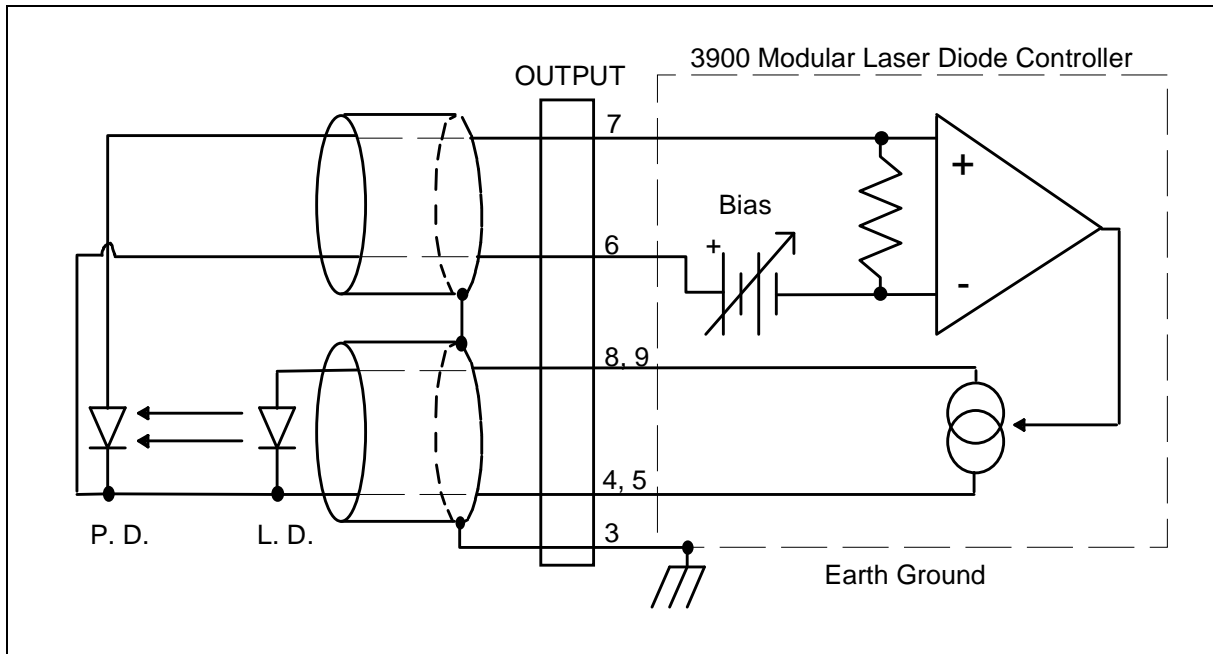 3900 Modular Laser Diode Controller
OUTPUT
7
+
Bias
+
6
-
8, 9
4, 5
P. D.
L. D.
3
Earth Ground